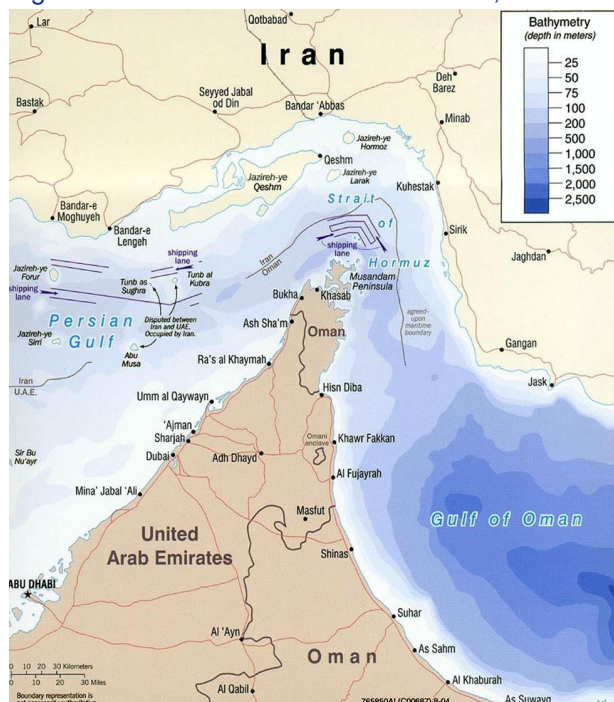 Lar
Qotbabad
Iran
Bathymetry
(depth in meters)
25
50
75
100
200
500
1,000
1,500
2,000
2,500
Deh
Barez
Bastak
Seyyed Jabal
od Din
Bandar 'Abbas
Minab
Jazireh-ye
Hormoz
Qeshm
Jazireh-ye
Qeshm
Jazireh-ye
Larak
Kuhestak
Strait
of
Hormuz
Bandar-e
Moghuyeh
Bandar-e
Lengeh
Sirik
Jaghdan
Iran
Oman
shipping
lane
shipping
lane
Jazireh-ye
Forur
Tunb as
Sughra
Tunb al
Kubra
Musandam
Peninsula
shipping
lane
Bukha
Khasab
Disputed between
Iran and UAE.
Occupied by Iran.
Persian
Gulf
Ash Sha'm
Oman
agreed-
upon
maritime
boundary
Jazireh-ye
Sirri
Abu
Musa
Gangan
Ra's al Khaymah
Iran
U.A.E.
Jask
Umm al Qaywayn
Hisn Diba
'Ajman
Sharjah
Dubai
Omani
enclave
Khawr Fakkan
Sir Bu
Nu'ayr
Adh Dhayd
Al Fujayrah
Mina' Jabal 'Ali
Masfut
Gulf of Oman
United
Arab Emirates
Shinas
ABU DHABI
Suhar
Al 'Ayn
Oman
As Sahm
0 10 20 30 Kilometers
0 10 20 30 Miles
Al Qabil
Al Khaburah
Boundary representation is
As Suwayq